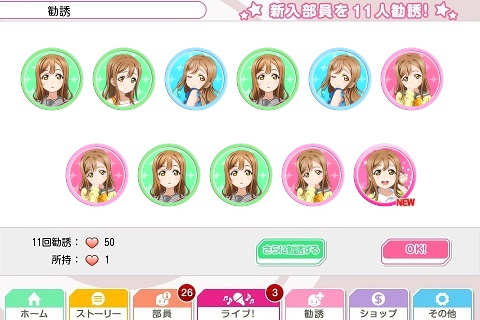 勧誘
新入部員を11人勧誘!
NEW
11回勧誘: 50
所持: 1
さらに勧誘する
OK!
26
3
ホーム
ストーリー
部員
ライブ!
勧誘
ショップ
その他